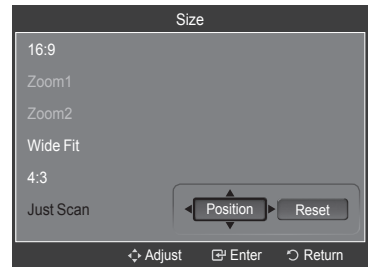 Size
16:9
Zoom1
Zoom2
Wide Fit
4:3
Just Scan Position Reset
Adjust Enter Return